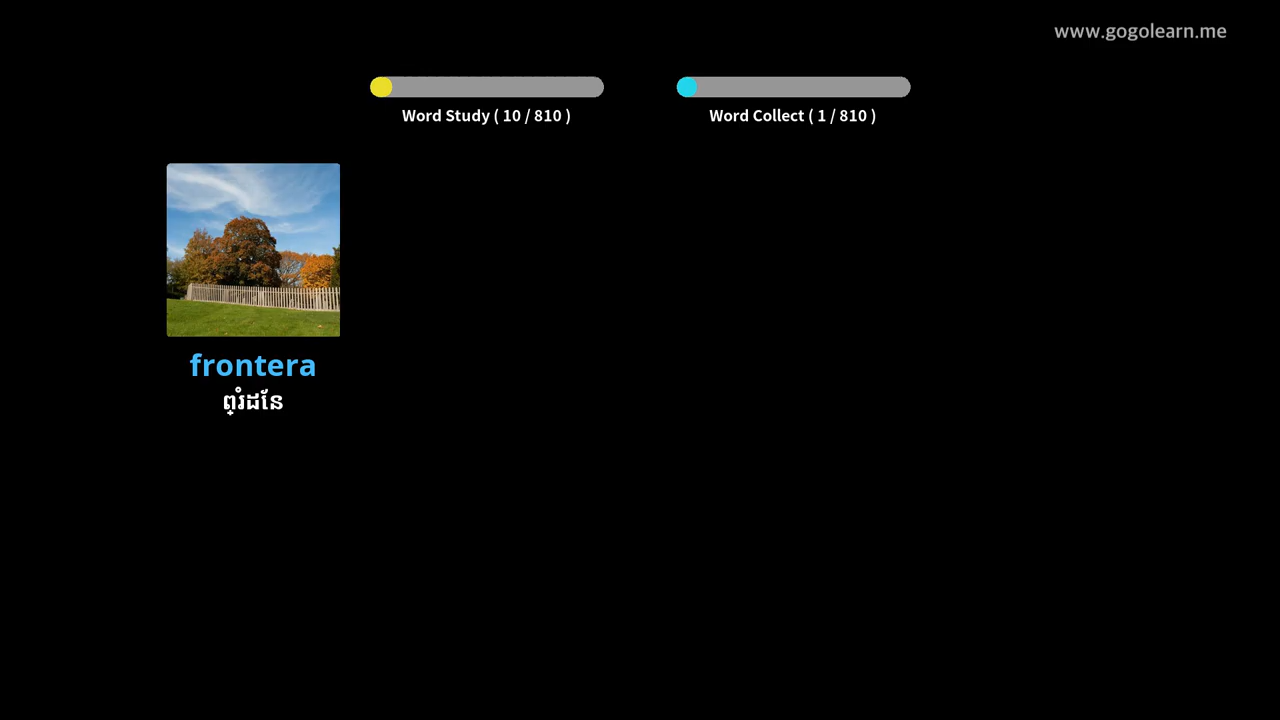 www.gogolearn.me
Word Study ( 10 / 810 )
Word Collect ( 1 / 810 )
frontera
ព្រំដនែ